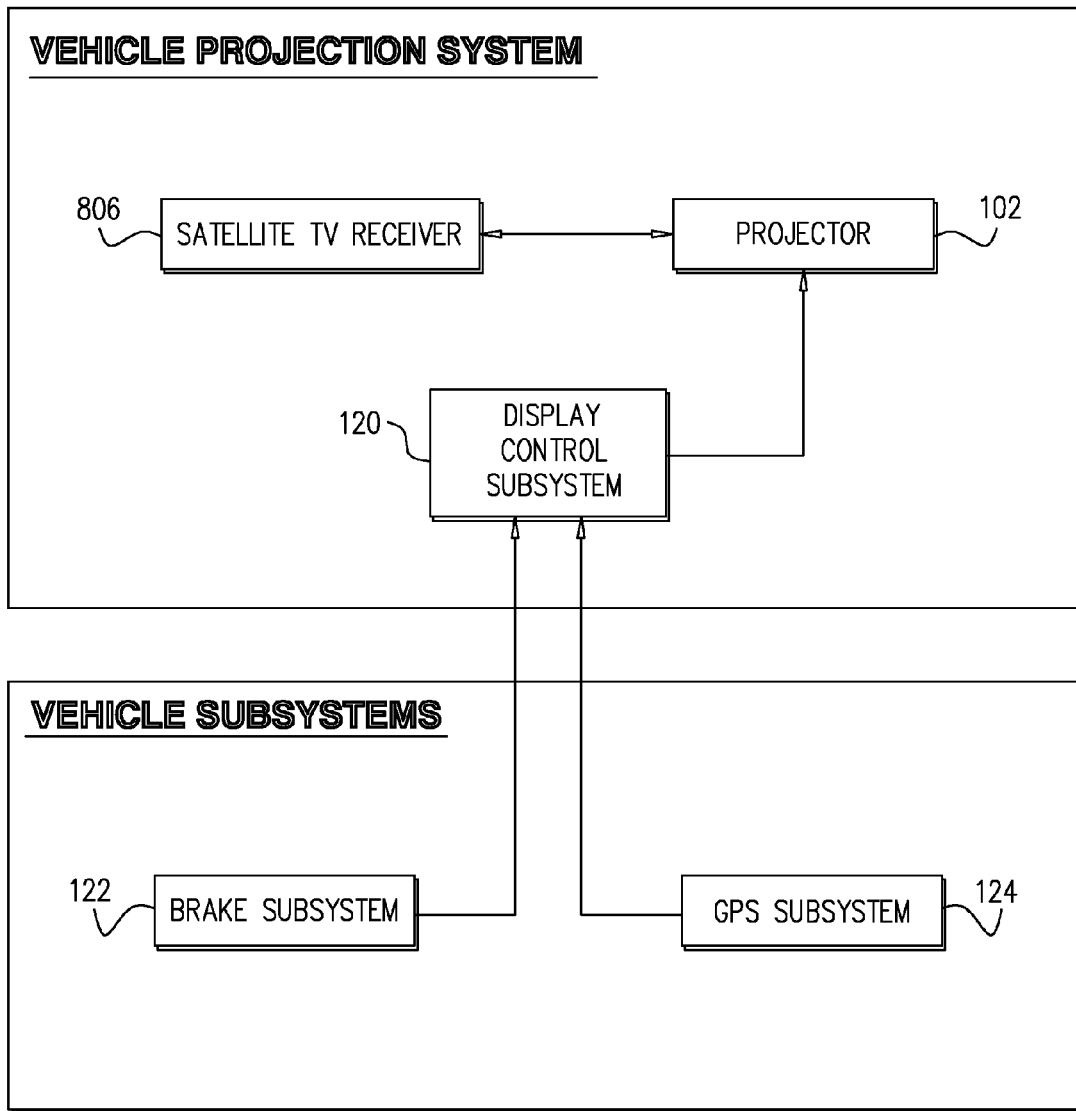 VEHICLE PROJECTION SYSTEM
806
SATELLITE TV RECEIVER
PROJECTOR
102
120
DISPLAY
CONTROL
SUBSYSTEM
VEHICLE SUBSYSTEMS
122
BRAKE SUBSYSTEM
GPS SUBSYSTEM
124